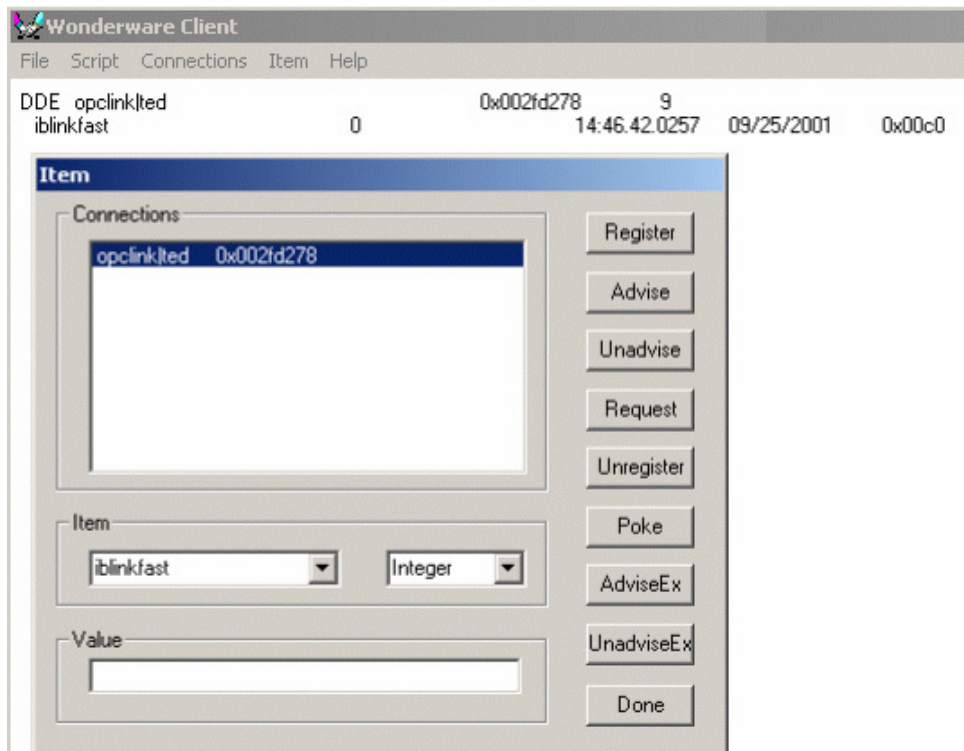 Wonderware Client
File Script Connections Item Help
DDE opclink|ted 0x002fd278 9
iblinkfast 0 14:46.42.0257 09/25/2001 0x00c0
Item
Connections
opclink|ted 0x002fd278
Register
Advise
Unadvise
Request
Unregister
Item
iblinkfast Integer
Poke
AdviseEx
Value
UnadviseEx
Done